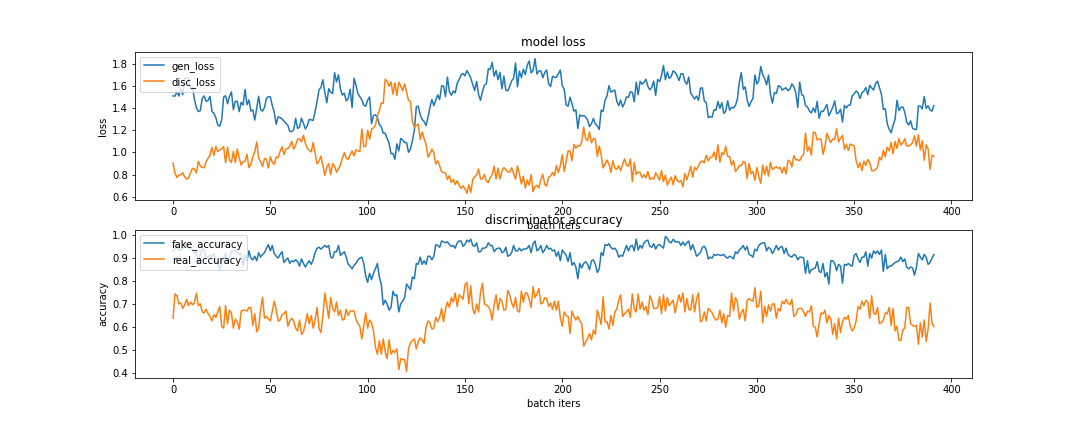 model loss
gen_loss
disc_loss
loss
1.8
1.6
1.4
1.2
1.0
0.8
0.6
0 50 100 150 200 250 300 350 400
batch iters
discriminator accuracy
fake_accuracy
real_accuracy
accuracy
1.0
0.9
0.8
0.7
0.6
0.5
0.4
0 50 100 150 200 250 300 350 400
batch iters